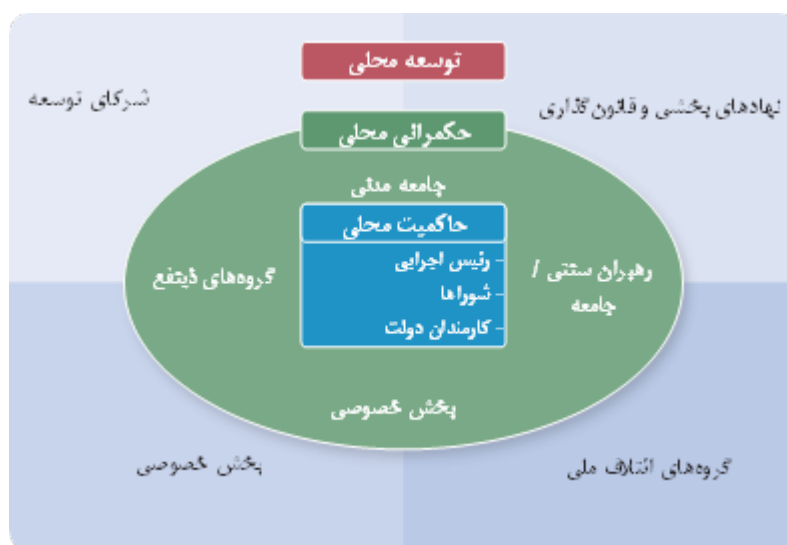 توسعه محلی
نهادهای بخشی و قانون‌گذاری
شرکای توسعه
حکمرانی محلی
جامعه مدنی
حاکمیت محلی
- رئیس اجرایی
- شوراها
- کارمندان دولت
رهبران سنتی /
جامعه
گروه‌های ذینفع
بخش خصوصی
گروه‌های ائتلاف ملی
بخش خصوصی